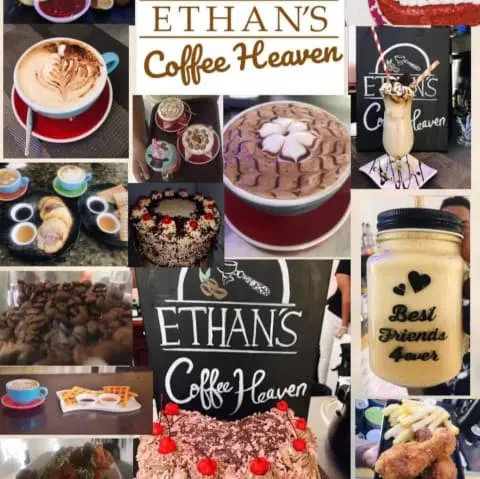 ETHAN'S
Coffee Heaven
ETHAN'S
Coffee Heaven
ETHAN'S
Coffee Heaven
Best
Friends
4ever